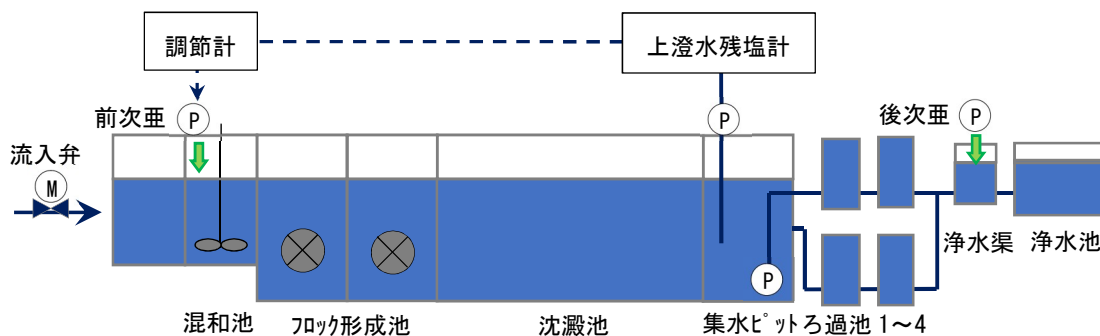 調節計
上澄水残塩計
前次亜
P
P
後次亜
P
流入弁
M
P
浄水渠
浄水池
混和池
フロック形成池
沈澱池
集水ピット
ろ過池 1～4